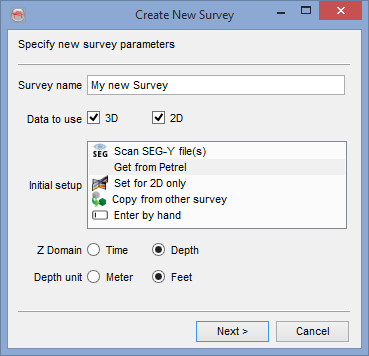 Create New Survey
Specify new survey parameters
Survey name My new Survey
Data to use 3D 2D
Initial setup
SEG Scan SEG-Y file(s)
Get from Petrel
Set for 2D only
Copy from other survey
Enter by hand
Z Domain Time Depth
Depth unit Meter Feet
Next > Cancel